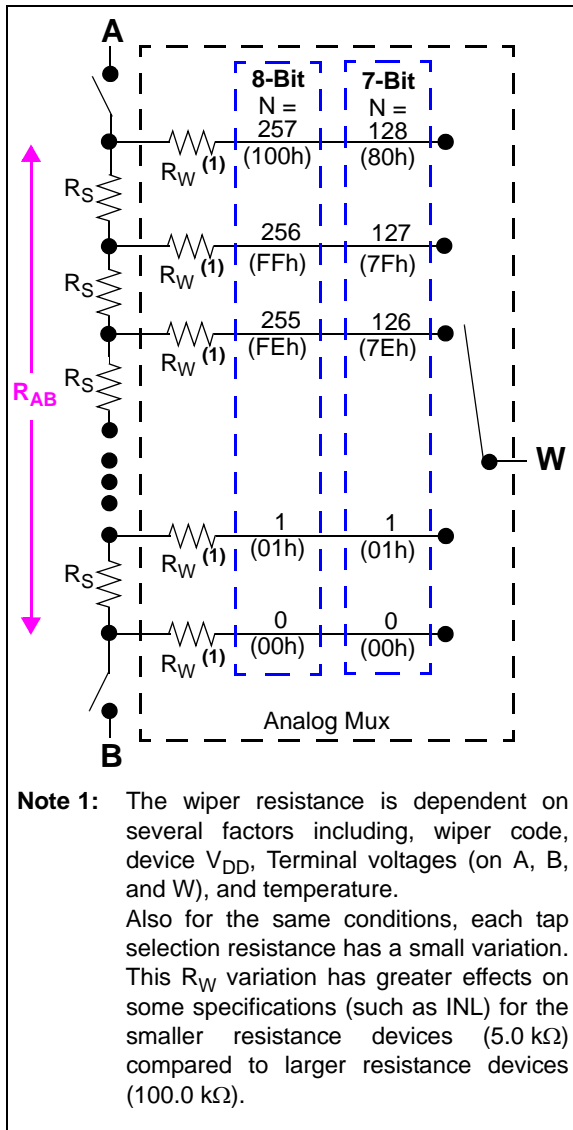 A
8-Bit 7-Bit
N = N =
257 128
(100h) (80h)
RW (1)
RS
256 127
(FFh) (7Fh)
RW (1)
RS
255 126
(FEh) (7Eh)
RW (1)
RS
RAB
W
1 1
(01h) (01h)
RW (1)
RS
0 0
(00h) (00h)
RW (1)
Analog Mux
B
Note 1: The wiper resistance is dependent on
several factors including, wiper code,
device VDD, Terminal voltages (on A, B,
and W), and temperature.
Also for the same conditions, each tap
selection resistance has a small variation.
This RW variation has greater effects on
some specifications (such as INL) for the
smaller resistance devices (5.0 kΩ)
compared to larger resistance devices
(100.0 kΩ).